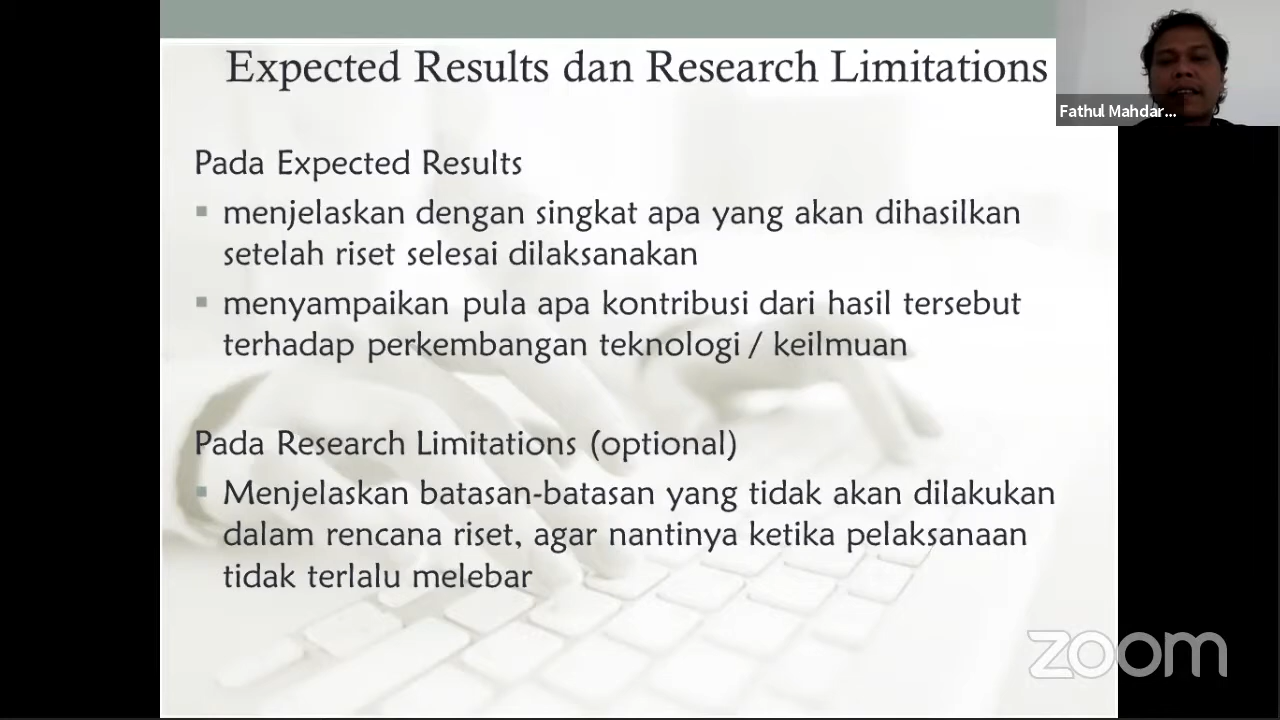 Expected Results dan Research Limitations
Fathul Mahdar...
Pada Expected Results
▪ menjelaskan dengan singkat apa yang akan dihasilkan
setelah riset selesai dilaksanakan
▪ menyampaikan pula apa kontribusi dari hasil tersebut
terhadap perkembangan teknologi / keilmuan
Pada Research Limitations (optional)
▪ Menjelaskan batasan-batasan yang tidak akan dilakukan
dalam rencana riset, agar nantinya ketika pelaksanaan
tidak terlalu melebar
zoom